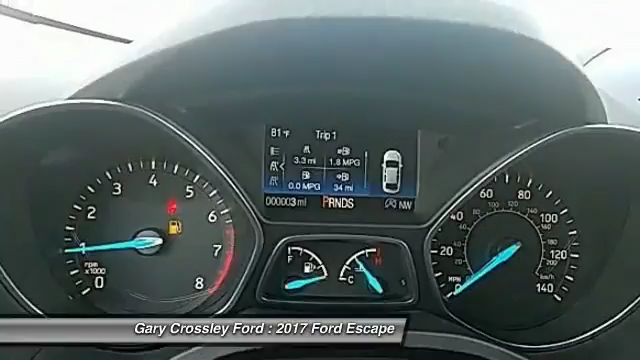 81°F Trip 1
3.3 mi 1.8 MPG
0.0 MPG 34 mi
000003 mi PRNDS NW
0 1 2 3 4 5 6 7 8
rpm
x1000
F H
C
0 20 40 60 80 100 120 140
MPH
Gary Crossley Ford : 2017 Ford Escape